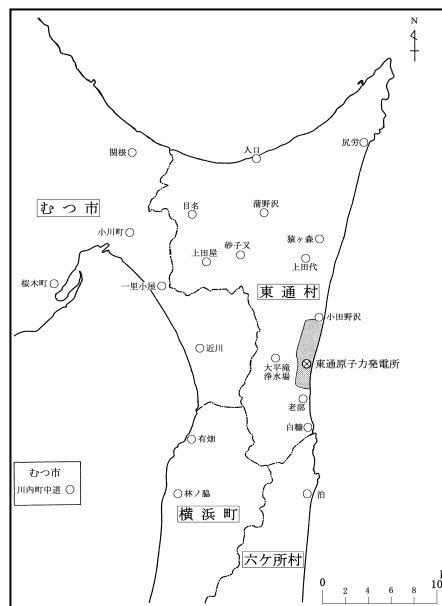 N
尻労
関根
入口
目名
蒲野沢
むつ市
小川町
猿ヶ森
砂子又
上田屋
上田代
桜木町
一里小屋
東通村
小田野沢
近川
大平滝
浄水場
東通原子力発電所
老部
白糠
有畑
むつ市
川内町中道
林ノ脇
泊
横浜町
六ケ所村
0 2 4 6 8 10